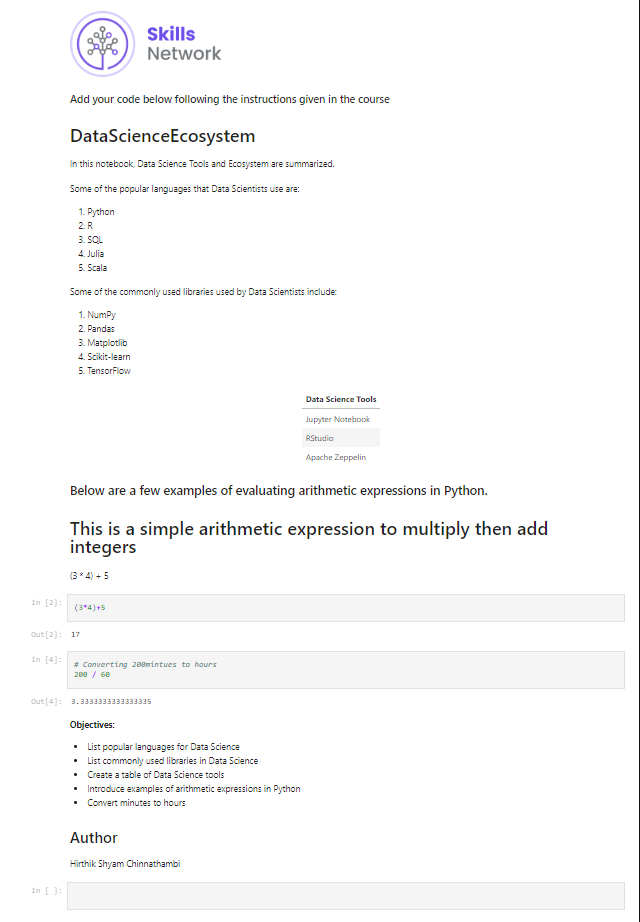 Skills
Network
Add your code below following the instructions given in the course
DataScienceEcosystem
In this notebook, Data Science Tools and Ecosystem are summarized.
Some of the popular languages that Data Scientists use are:
1. Python
2. R
3. SQL
4. Julia
5. Scala
Some of the commonly used libraries used by Data Scientists include:
1. NumPy
2. Pandas
3. Matplotlib
4. Scikit-learn
5. TensorFlow
Data Science Tools
Jupyter Notebook
RStudio
Apache Zeppelin
Below are a few examples of evaluating arithmetic expressions in Python.
This is a simple arithmetic expression to multiply then add
integers
(3 * 4) + 5
In [2]: (3*4)+5
Out[2]: 17
In [4]: # Converting 200mintues to hours
200 / 60
Out[4]: 3.3333333333333335
Objectives:
• List popular languages for Data Science
• List commonly used libraries in Data Science
• Create a table of Data Science tools
• Introduce examples of arithmetic expressions in Python
• Convert minutes to hours
Author
Hirthik Shyam Chinnathambi
In [ ]: